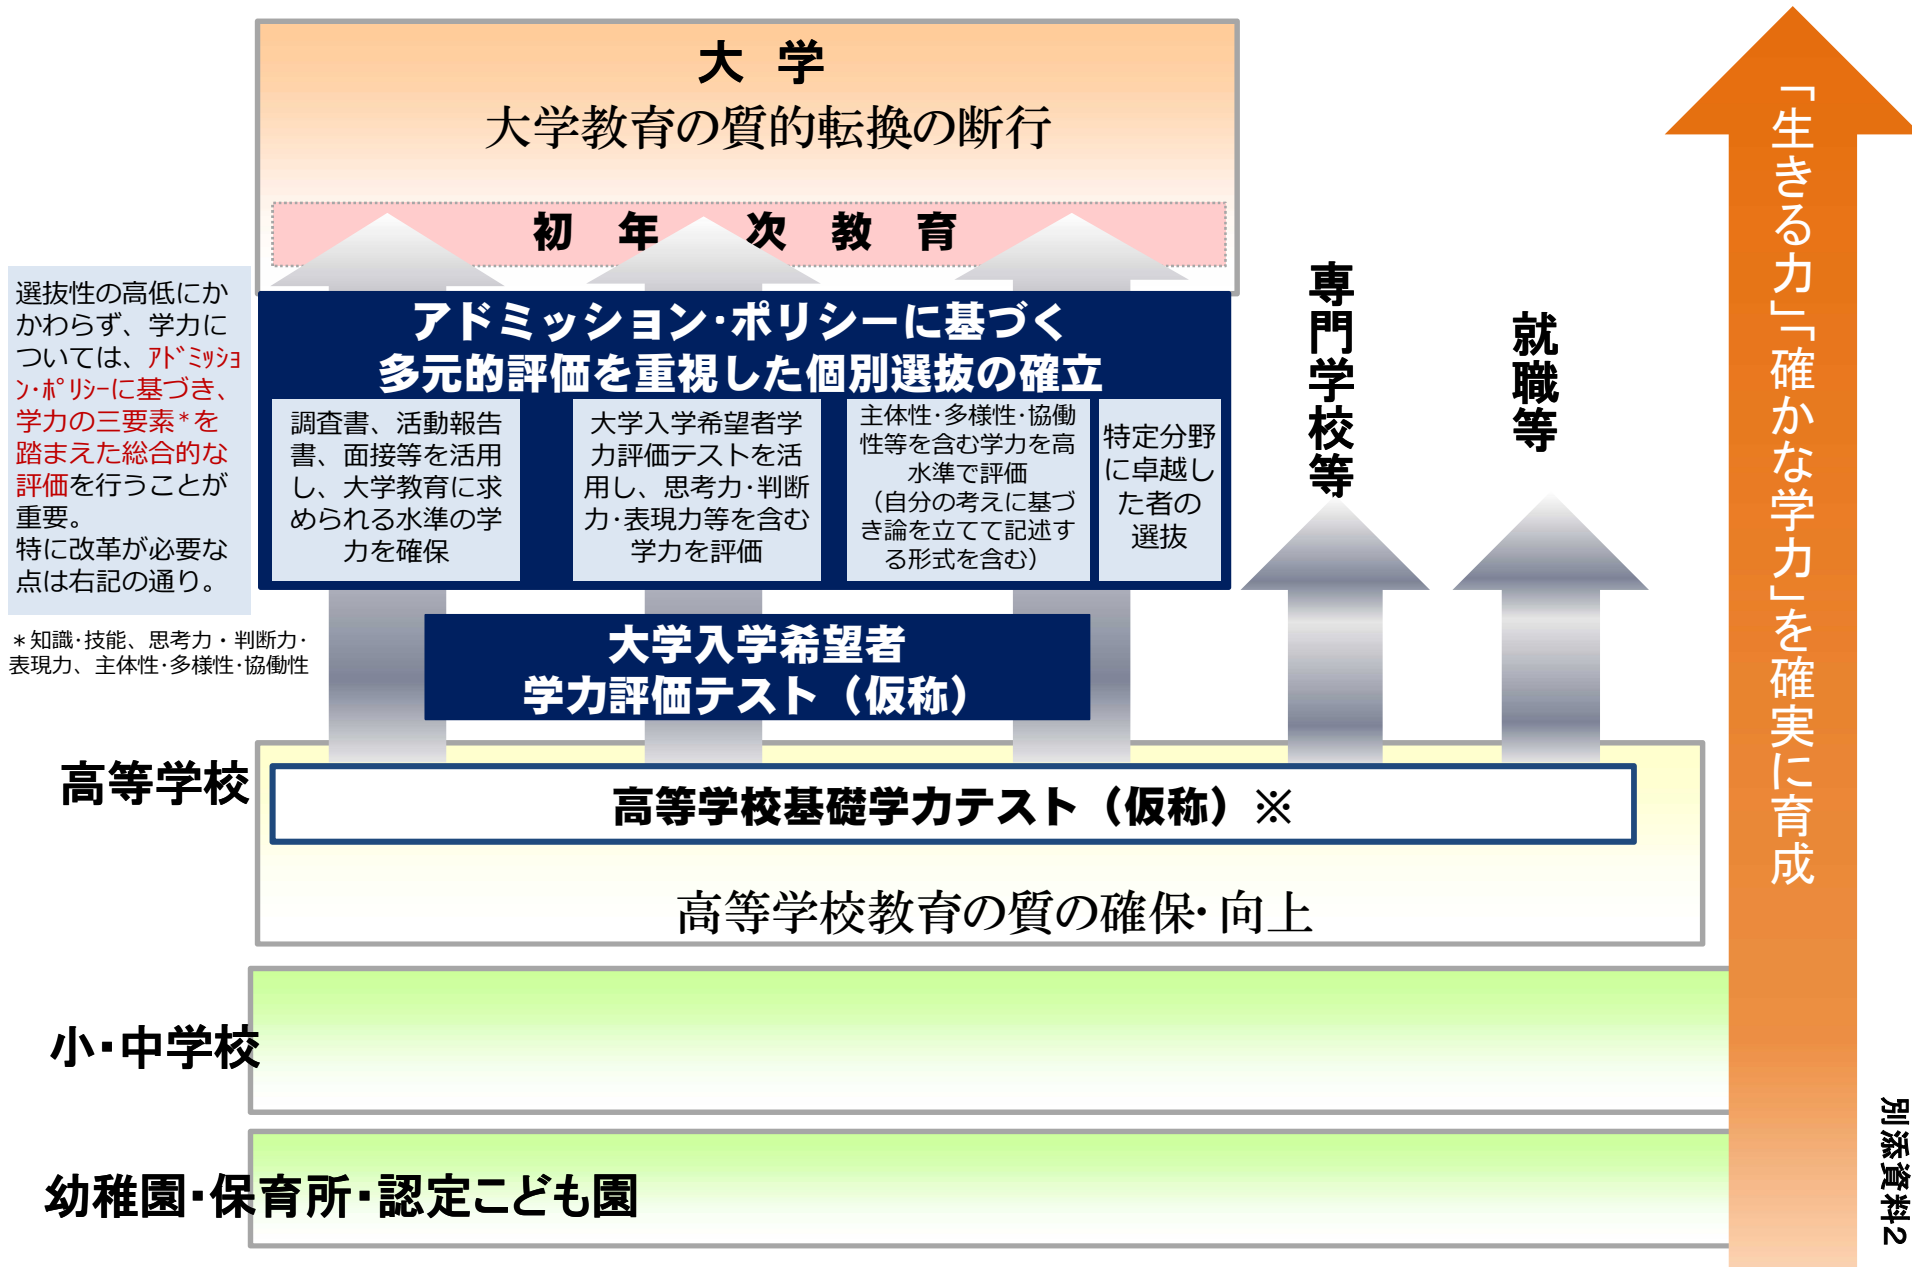 大 学
大学教育の質的転換の断行
初 年 次 教 育
選抜性の高低にか
かわらず、学力に
ついては、ｱﾄﾞﾐｯｼｮ
ﾝ･ﾎﾟﾘｼｰに基づき、
学力の三要素*を
踏まえた総合的な
評価を行うことが
重要。
特に改革が必要な
点は右記の通り。
*知識･技能、思考力・判断力･
表現力、主体性･多様性･協働性
アドミッション･ポリシーに基づく
多元的評価を重視した個別選抜の確立
調査書、活動報告
書、面接等を活用
し、大学教育に求
められる水準の学
力を確保
大学入学希望者学
力評価テストを活
用し、思考力･判断
力･表現力等を含む
学力を評価
主体性･多様性･協働
性等を含む学力を高
水準で評価
（自分の考えに基づ
き論を立てて記述す
る形式を含む）
特定分野
に卓越し
た者の
選抜
専門学校等
就職等
大学入学希望者
学力評価テスト（仮称）
高等学校
高等学校基礎学力テスト（仮称）※
高等学校教育の質の確保･向上
小・中学校
幼稚園・保育所・認定こども園
「生きる力」「確かな学力」を確実に育成
別添資料２